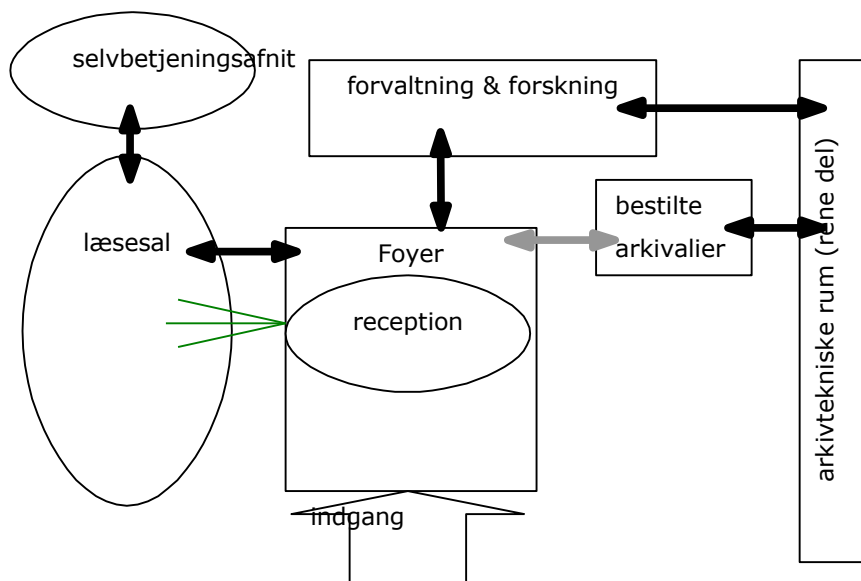 selvbetjeningsafnit
forvaltning & forskning
bestilte
arkivalier
læsesal
Foyer
reception
indgang
arkivtekniske rum (rene del)